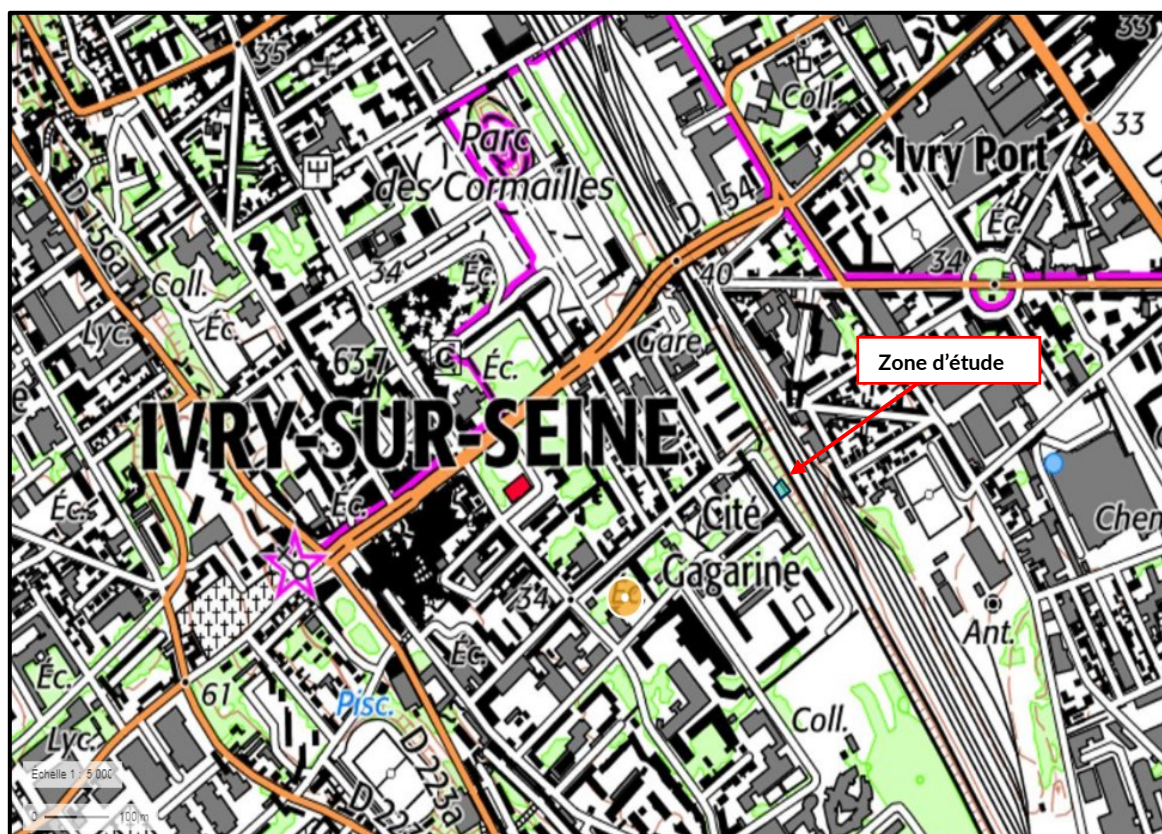 35
Coll.
33
Parc
des Cormailles
Ivry Port
D 154
D 156a
Éc.
34
Éc.
34
40
Coll.
Lyc.
Éc.
Gare
Zone d'étude
63,7
G
Éc.
IVRY-SUR-SEINE
Éc.
Éc.
Cité
Gagarine
Chem
34
Éc.
Ant.
Éc.
Éc.
61
Pisc.
Coll.
Lyc.
D 223a
Échelle 1 : 5 000
0
100 m